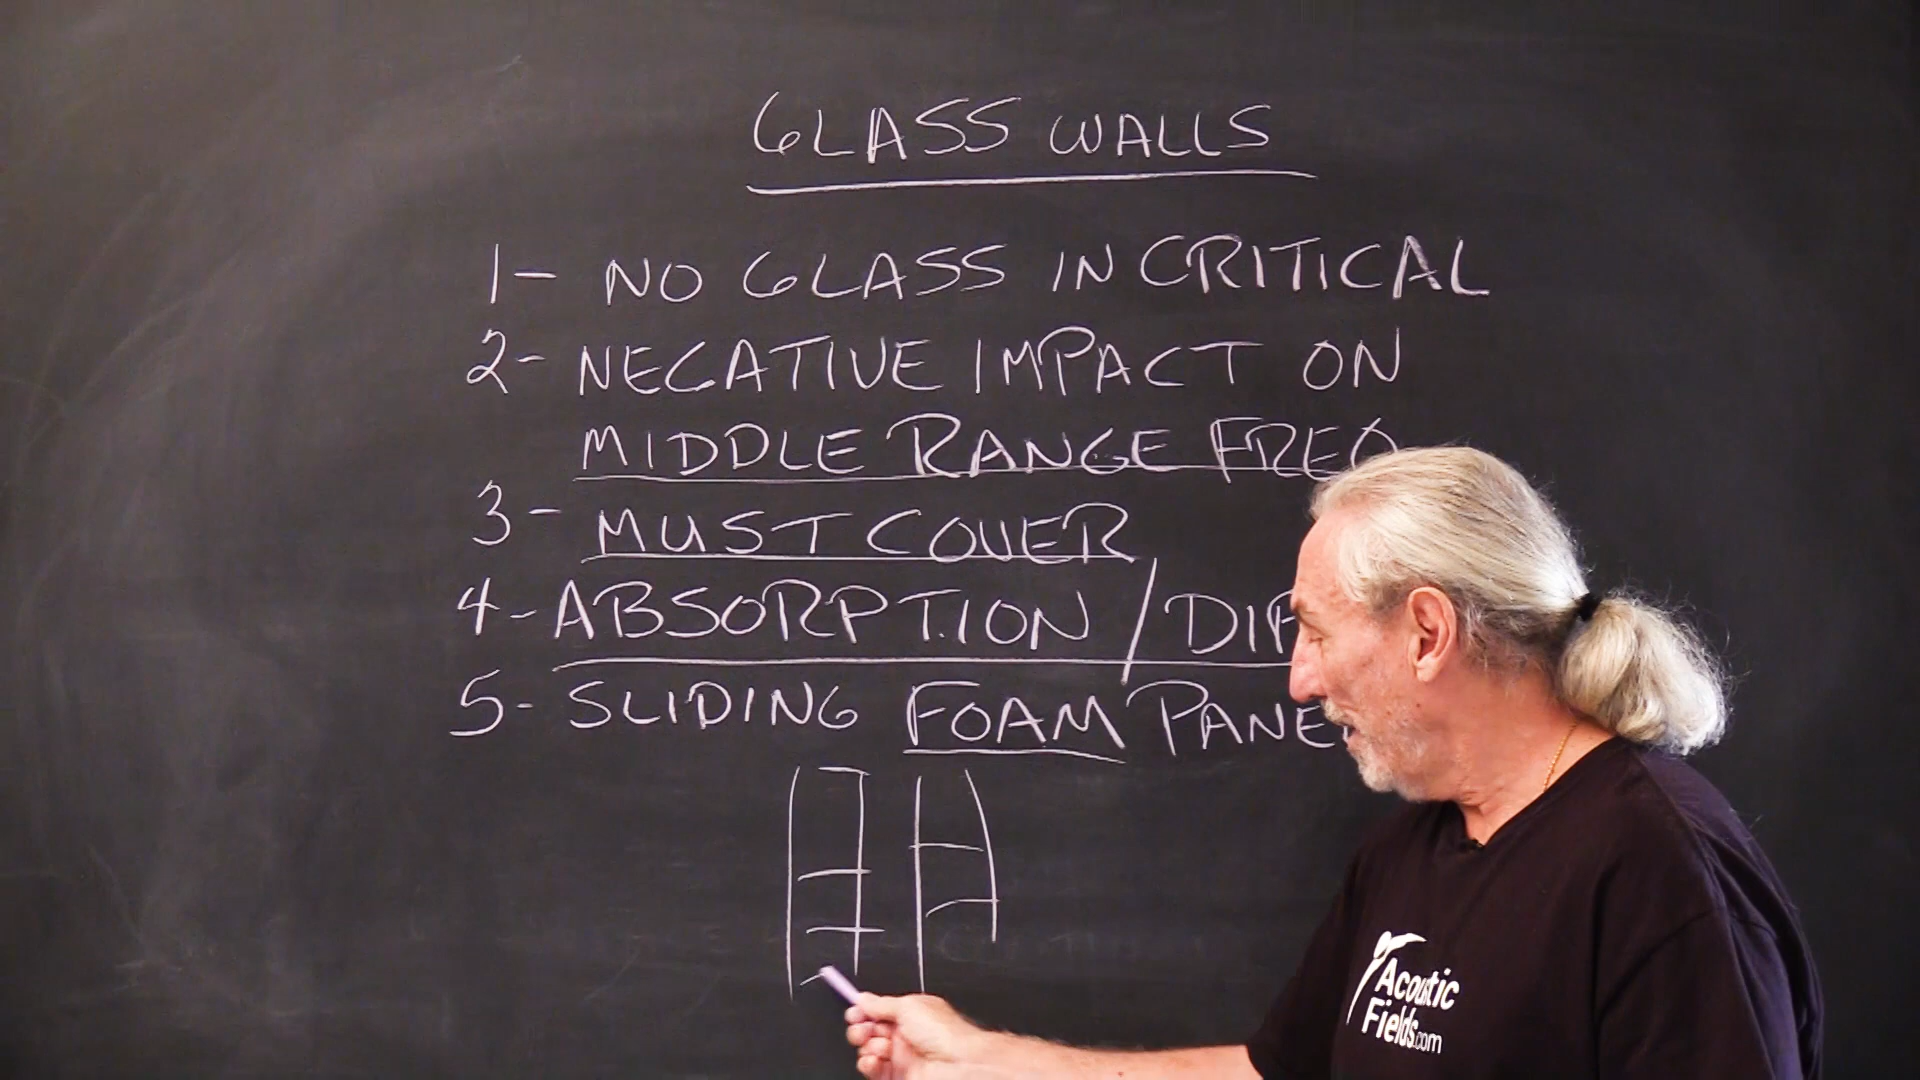 GLASS WALLS
1- NO GLASS IN CRITICAL
2- NEGATIVE IMPACT ON
MIDDLE RANGE FREQ
3- MUST COVER
4- ABSORPTION / DIF
5- SLIDING FOAM PANE
Acoustic
Fields.com